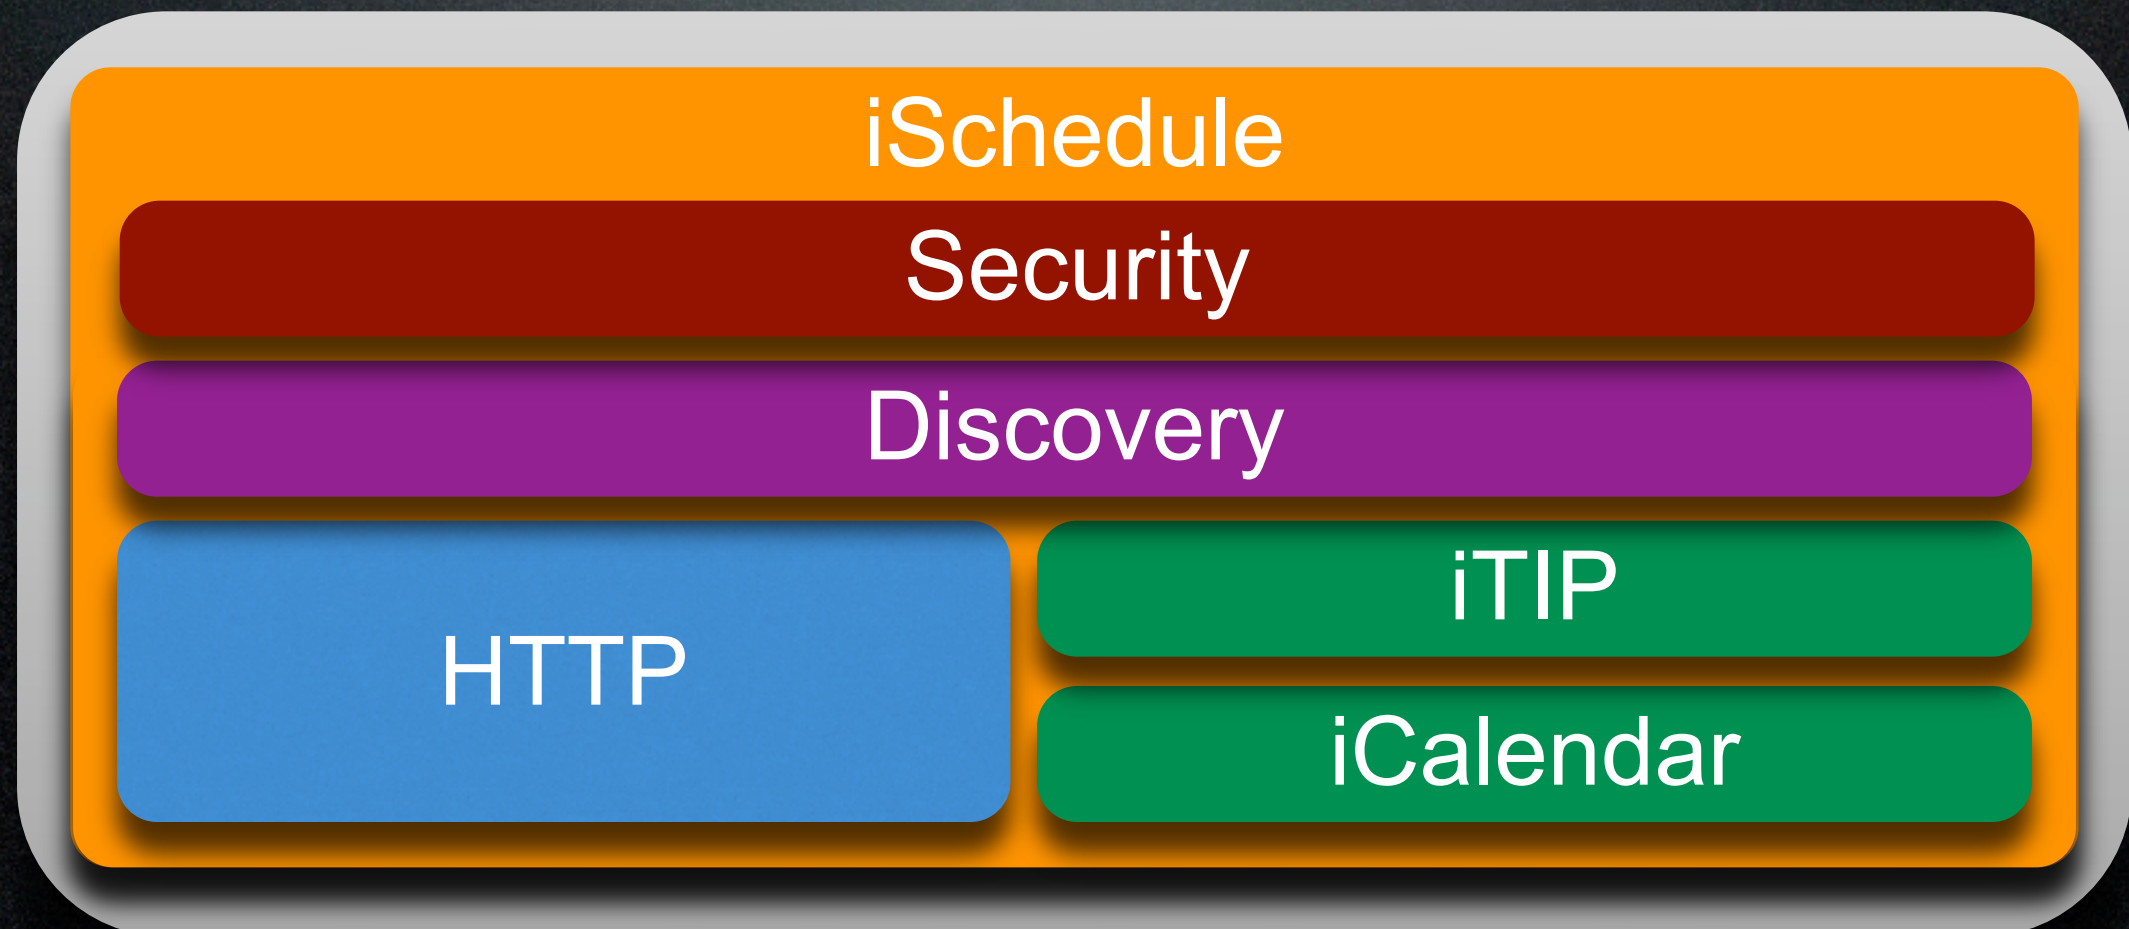 iSchedule
Security
Discovery
HTTP
iTIP
iCalendar